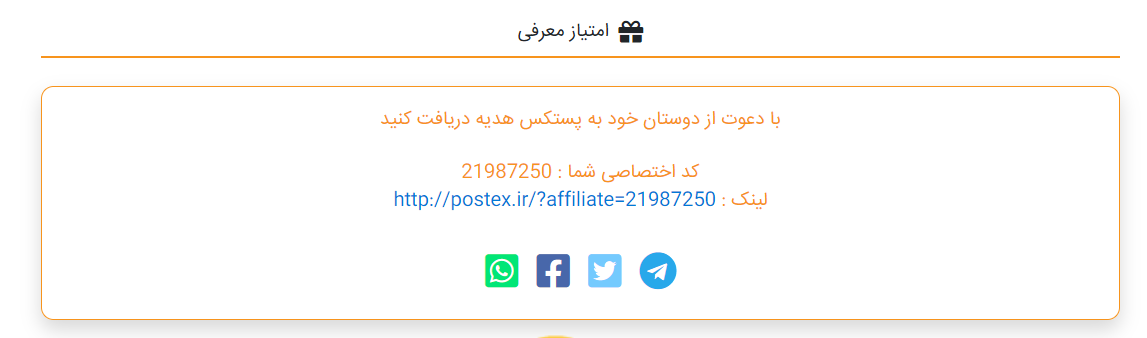 امتیاز معرفی
با دعوت از دوستان خود به پستکس هدیه دریافت کنید
کد اختصاصی شما : 21987250
لینک : http://postex.ir/?affiliate=21987250